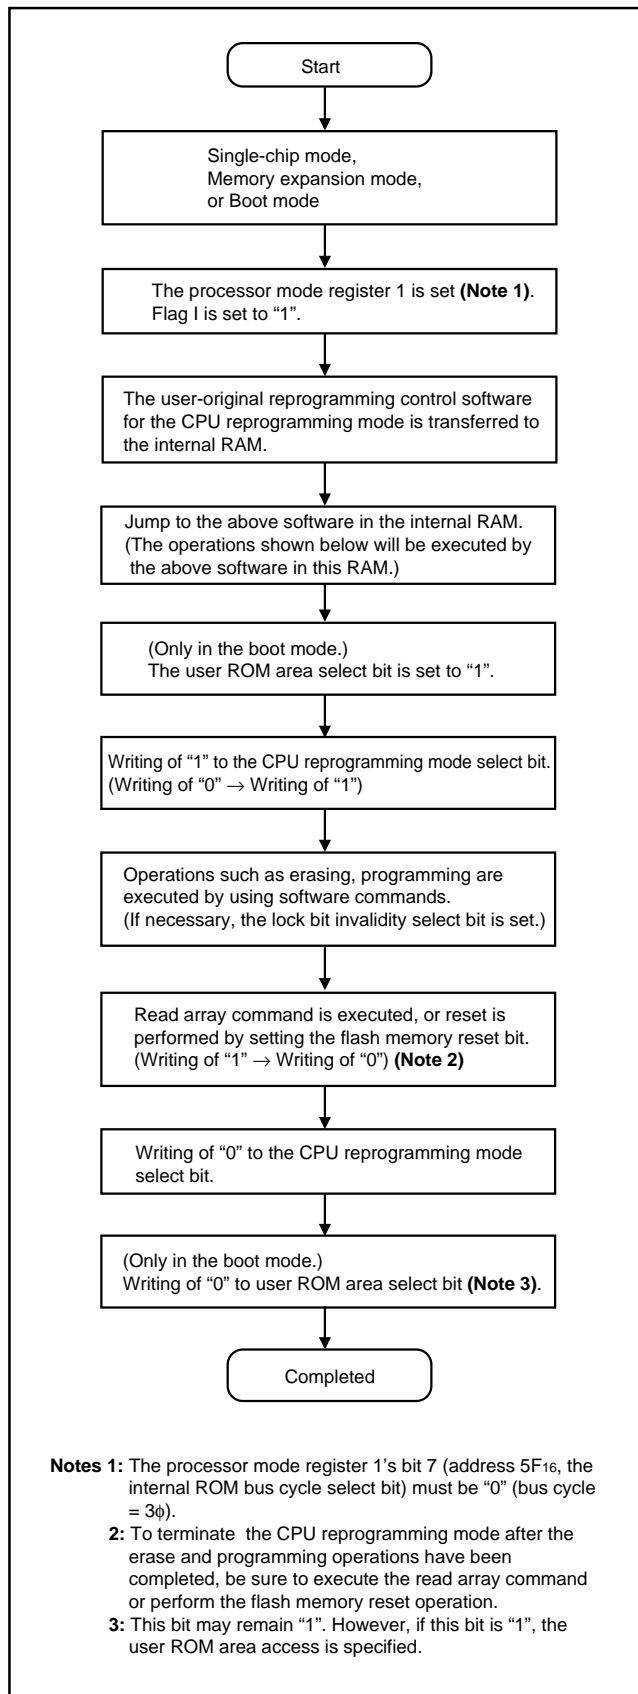 Start
Single-chip mode,
Memory expansion mode,
or Boot mode
The processor mode register 1 is set (Note 1).
Flag I is set to “1”.
The user-original reprogramming control software
for the CPU reprogramming mode is transferred to
the internal RAM.
Jump to the above software in the internal RAM.
(The operations shown below will be executed by
the above software in this RAM.)
(Only in the boot mode.)
The user ROM area select bit is set to “1”.
Writing of “1” to the CPU reprogramming mode select bit.
(Writing of “0” → Writing of “1”)
Operations such as erasing, programming are
executed by using software commands.
(If necessary, the lock bit invalidity select bit is set.)
Read array command is executed, or reset is
performed by setting the flash memory reset bit.
(Writing of “1” → Writing of “0”) (Note 2)
Writing of “0” to the CPU reprogramming mode
select bit.
(Only in the boot mode.)
Writing of “0” to user ROM area select bit (Note 3).
Completed
Notes 1: The processor mode register 1’s bit 7 (address 5F16, the
internal ROM bus cycle select bit) must be “0” (bus cycle
= 3ϕ).
2: To terminate the CPU reprogramming mode after the
erase and programming operations have been
completed, be sure to execute the read array command
or perform the flash memory reset operation.
3: This bit may remain “1”. However, if this bit is “1”, the
user ROM area access is specified.